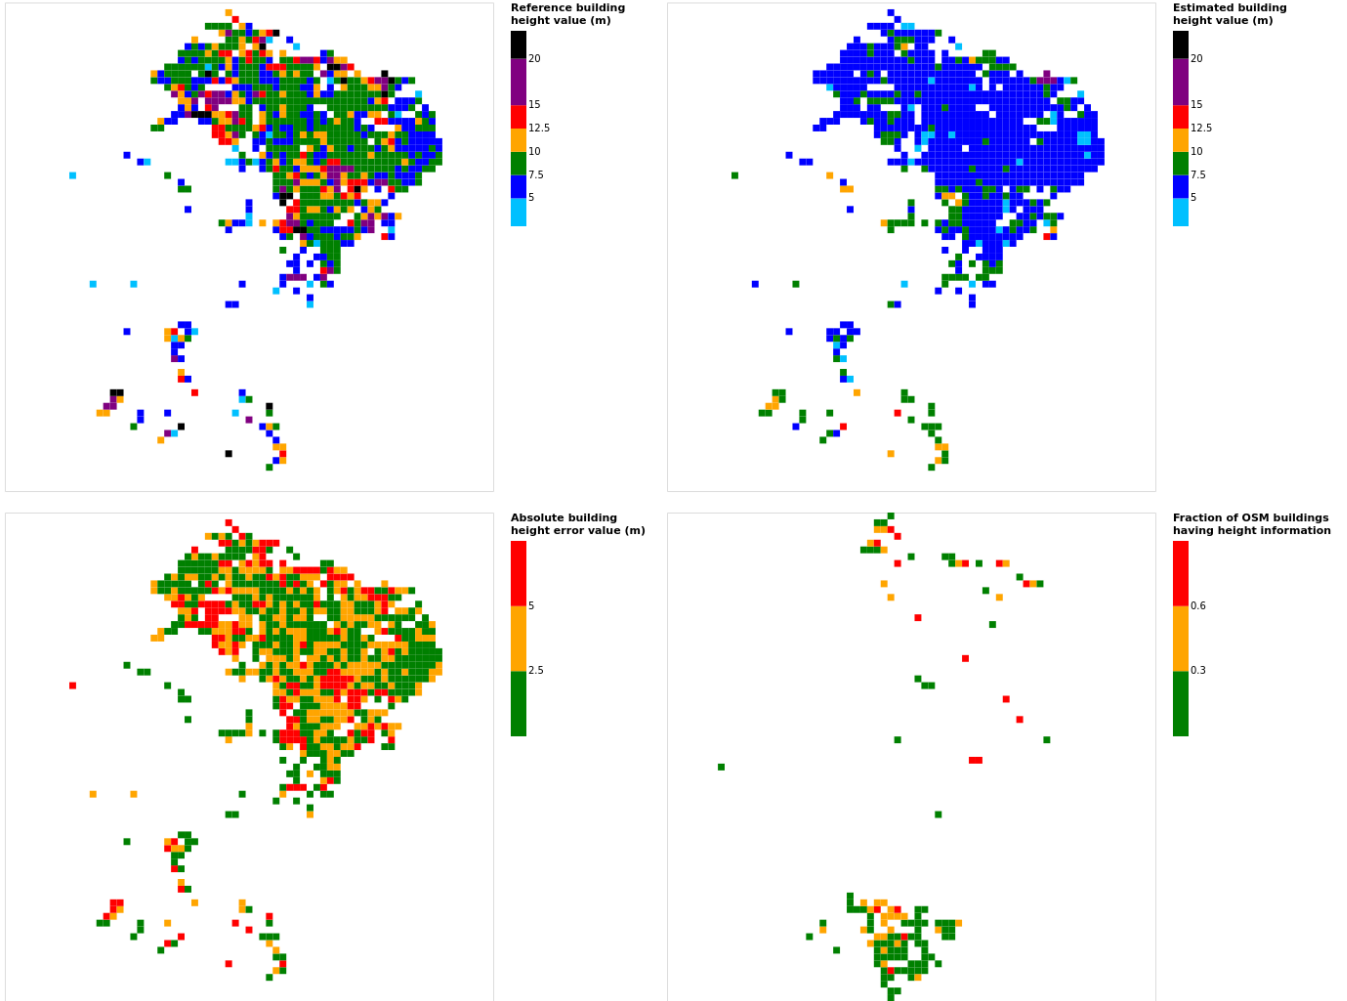 Reference building
height value (m)
20
15
12.5
10
7.5
5
Estimated building
height value (m)
20
15
12.5
10
7.5
5
Absolute building
height error value (m)
5
2.5
Fraction of OSM buildings
having height information
0.6
0.3